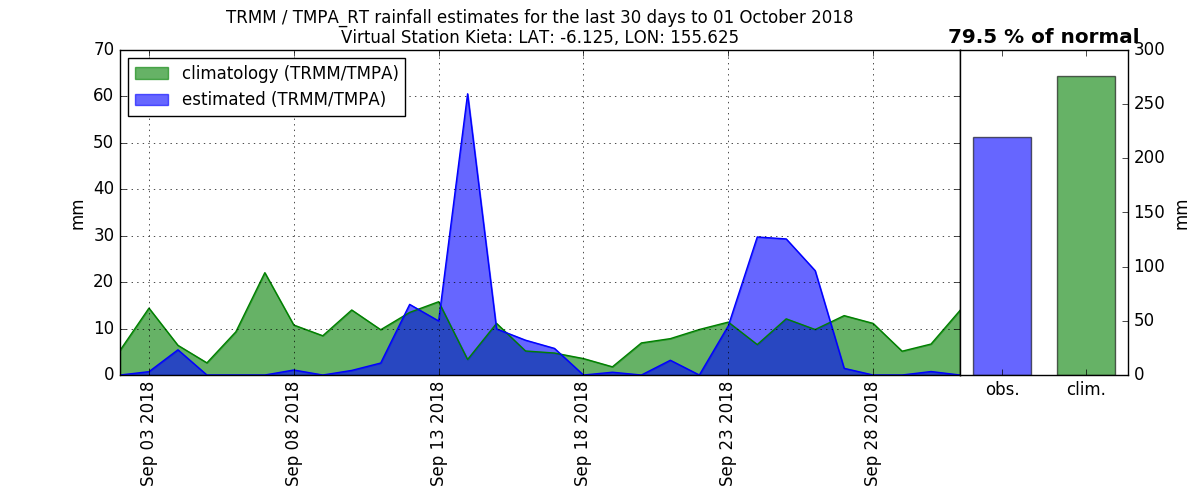 TRMM / TMPA_RT rainfall estimates for the last 30 days to 01 October 2018
Virtual Station Kieta: LAT: -6.125, LON: 155.625
79.5 % of normal
climatology (TRMM/TMPA)
estimated (TRMM/TMPA)
70
60
50
40
30
20
10
0
mm
Sep 03 2018
Sep 08 2018
Sep 13 2018
Sep 18 2018
Sep 23 2018
Sep 28 2018
obs.
clim.
300
250
200
150
100
50
0
mm